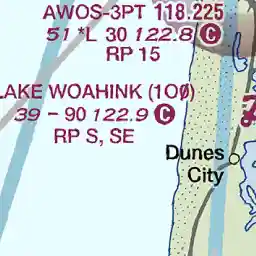 AWOS-3PT 118.225
51 *L 30 122.8 C
RP 15
LAKE WOAHINK (1O0)
39 - 90 122.9 C
RP S, SE
Dunes
City